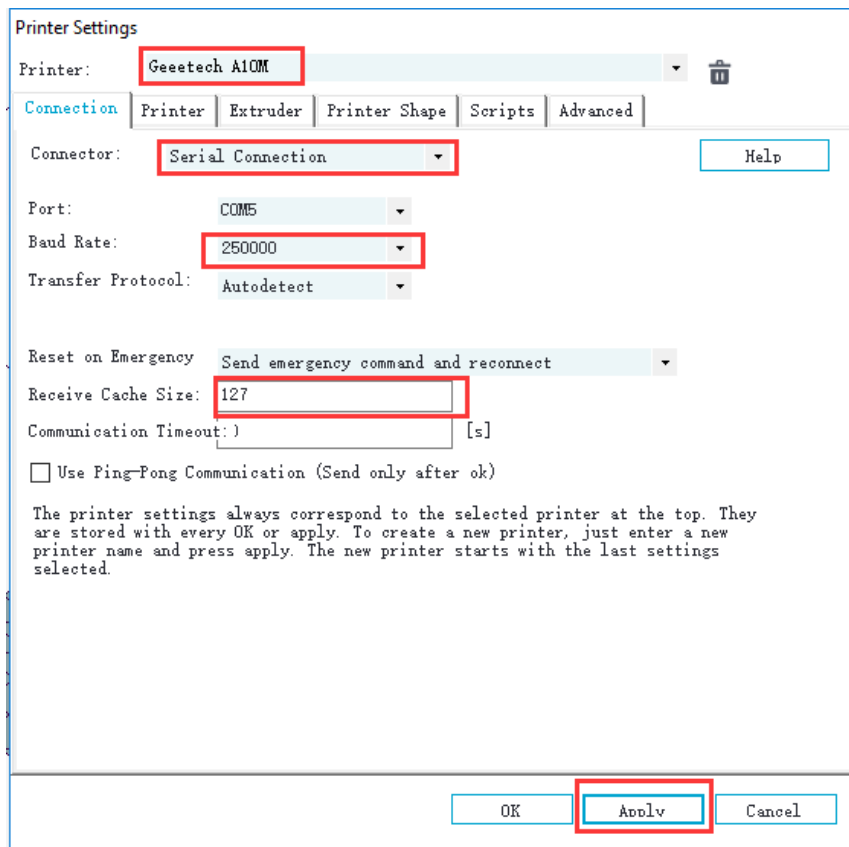 Printer Settings
Printer: Geeetech A10M
Connection Printer Extruder Printer Shape Scripts Advanced
Connector: Serial Connection Help
Port: COM5
Baud Rate: 250000
Transfer Protocol: Autodetect
Reset on Emergency Send emergency command and reconnect
Receive Cache Size: 127
Communication Timeout: ) [s]
Use Ping-Pong Communication (Send only after ok)
The printer settings always correspond to the selected printer at the top. They
are stored with every OK or apply. To create a new printer, just enter a new
printer name and press apply. The new printer starts with the last settings
selected.
OK Apply Cancel